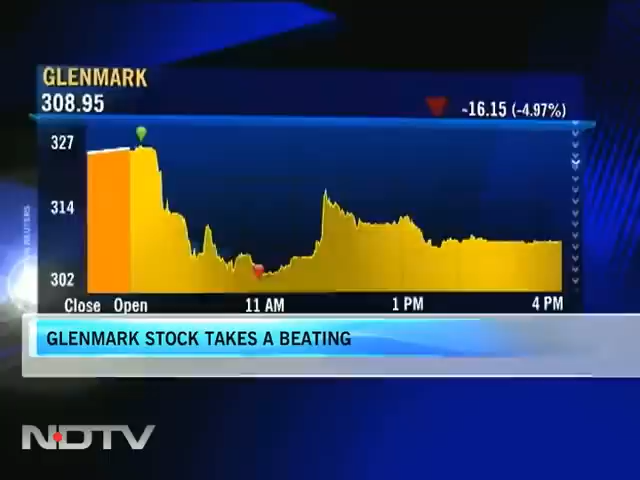 GLENMARK
308.95
-16.15 (-4.97%)
327
314
302
Close Open 11 AM 1 PM 4 PM
REUTERS
GLENMARK STOCK TAKES A BEATING
NDTV